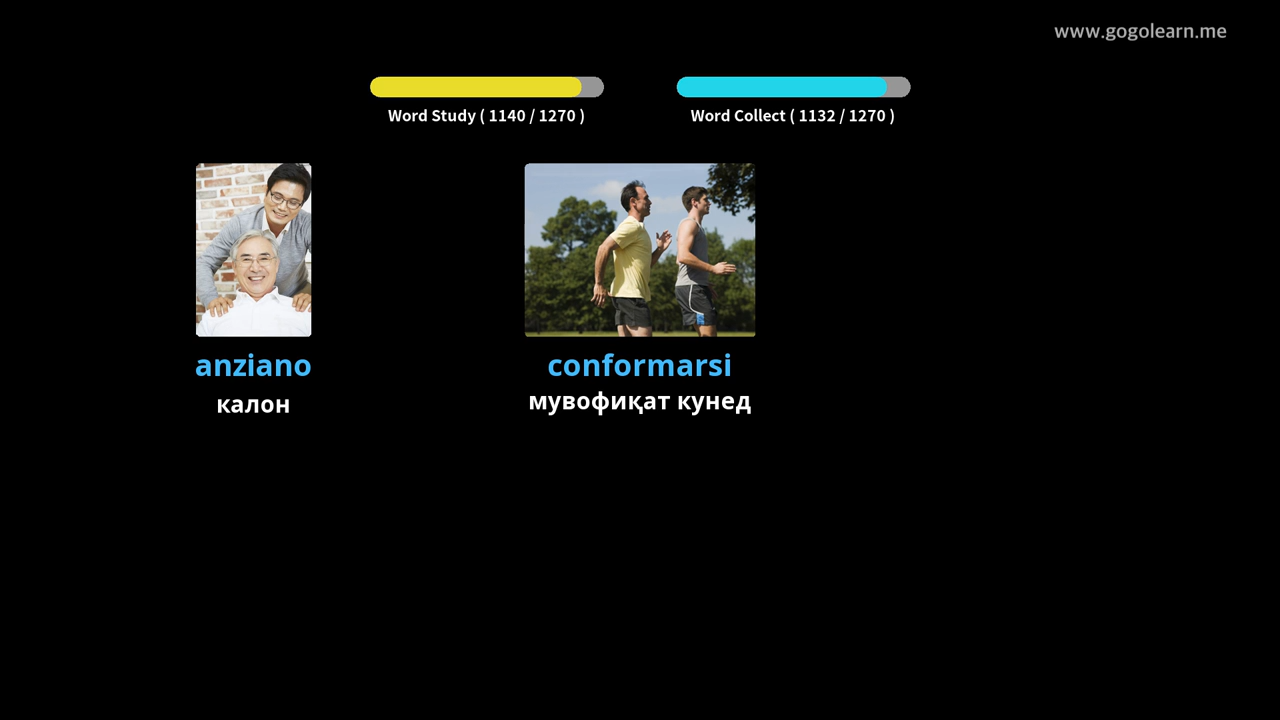 www.gogolearn.me
Word Study ( 1140 / 1270 )
Word Collect ( 1132 / 1270 )
anziano
калон
conformarsi
мувофиқат кунед